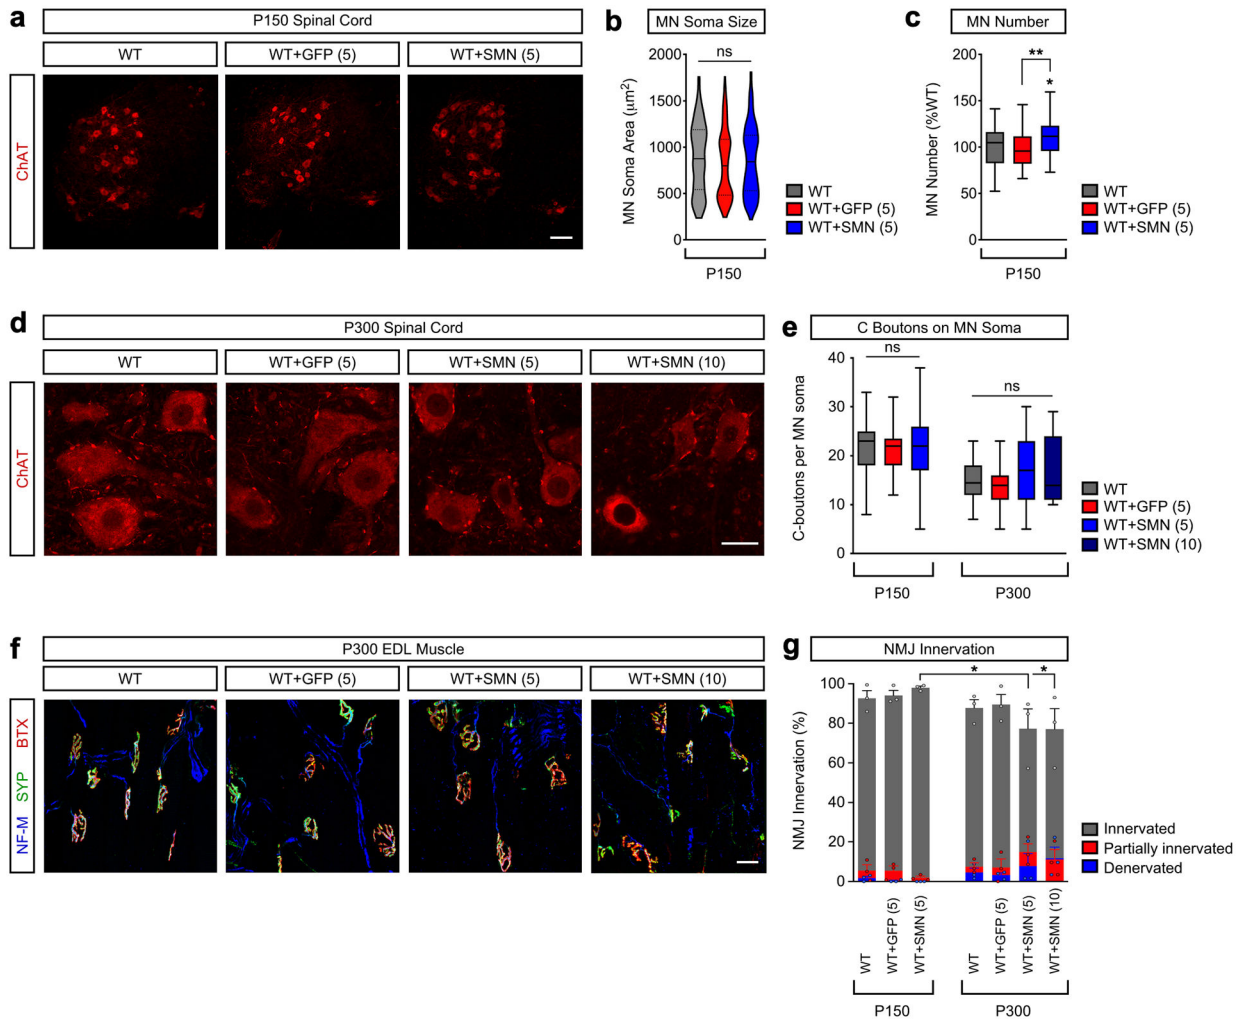 a
P150 Spinal Cord
WT
WT+GFP (5)
WT+SMN (5)
ChAT
b
MN Soma Size
ns
MN Soma Area (μm²)
2000
1500
1000
500
0
P150
WT
WT+GFP (5)
WT+SMN (5)
c
MN Number
**
*
MN Number (%WT)
200
150
100
50
0
P150
WT
WT+GFP (5)
WT+SMN (5)
d
P300 Spinal Cord
WT
WT+GFP (5)
WT+SMN (5)
WT+SMN (10)
ChAT
e
C Boutons on MN Soma
ns
ns
C-boutons per MN soma
40
30
20
10
0
P150
P300
WT
WT+GFP (5)
WT+SMN (5)
WT+SMN (10)
f
P300 EDL Muscle
WT
WT+GFP (5)
WT+SMN (5)
WT+SMN (10)
NF-M SYP BTX
g
NMJ Innervation
*
*
NMJ Innervation (%)
100
80
60
40
20
0
WT
WT+GFP (5)
WT+SMN (5)
WT
WT+GFP (5)
WT+SMN (5)
WT+SMN (10)
P150
P300
Innervated
Partially innervated
Denervated